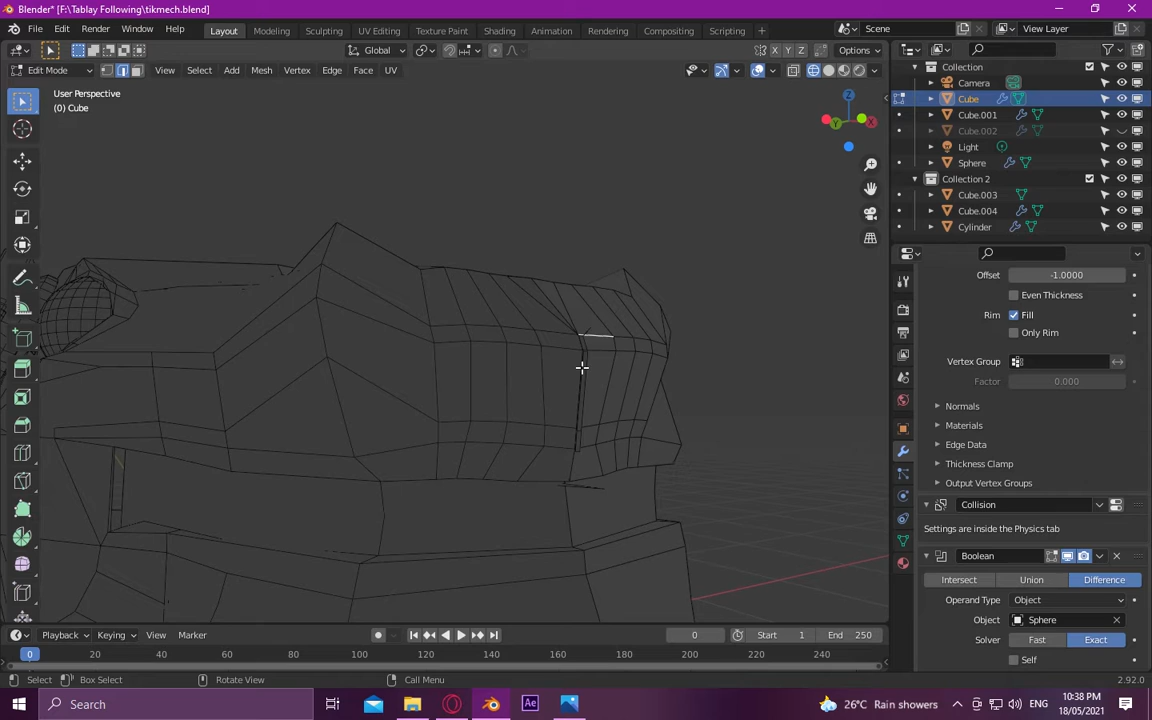 Blender* [F:\Tablay Following\tikmech.blend]
File Edit Render Window Help Layout Modeling Sculpting UV Editing Texture Paint Shading Animation Rendering Compositing Scripting + Scene View Layer
Global Options
X Y Z
Edit Mode View Select Add Mesh Vertex Edge Face UV
User Perspective
(0) Cube
Z
Y X
Collection
Camera
Cube
Cube.001
Cube.002
Light
Sphere
Collection 2
Cube.003
Cube.004
Cylinder
Offset -1.0000
Even Thickness
Rim Fill
Only Rim
Vertex Group
Factor 0.000
Normals
Materials
Edge Data
Thickness Clamp
Output Vertex Groups
Collision
Settings are inside the Physics tab
Boolean
Intersect Union Difference
Operand Type Object
Object Sphere
Solver Fast Exact
Self
Playback Keying View Marker 0 Start 1 End 250
0 20 40 60 80 100 120 140 160 180 200 220 240
Select Box Select Rotate View Call Menu 2.92.0
Search Ae 26°C Rain showers ENG 10:38 PM
18/05/2021